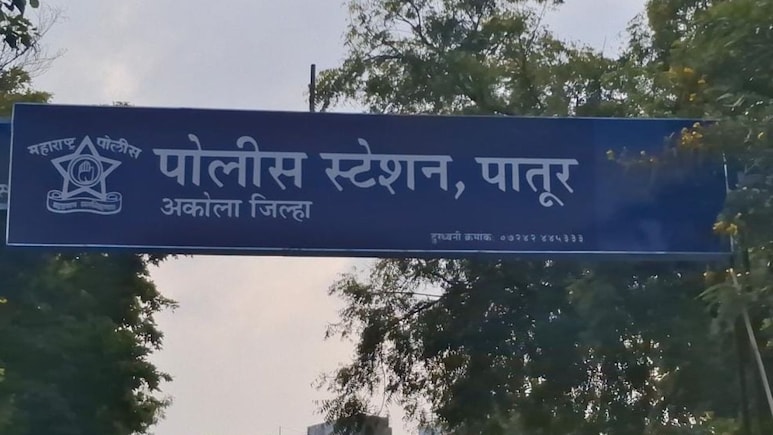 महाराष्ट्र पोलीस
पोलीस स्टेशन, पातूर
अकोला जिल्हा
दुरध्वनी क्रमाक: ०७२४२ ४४५३३३